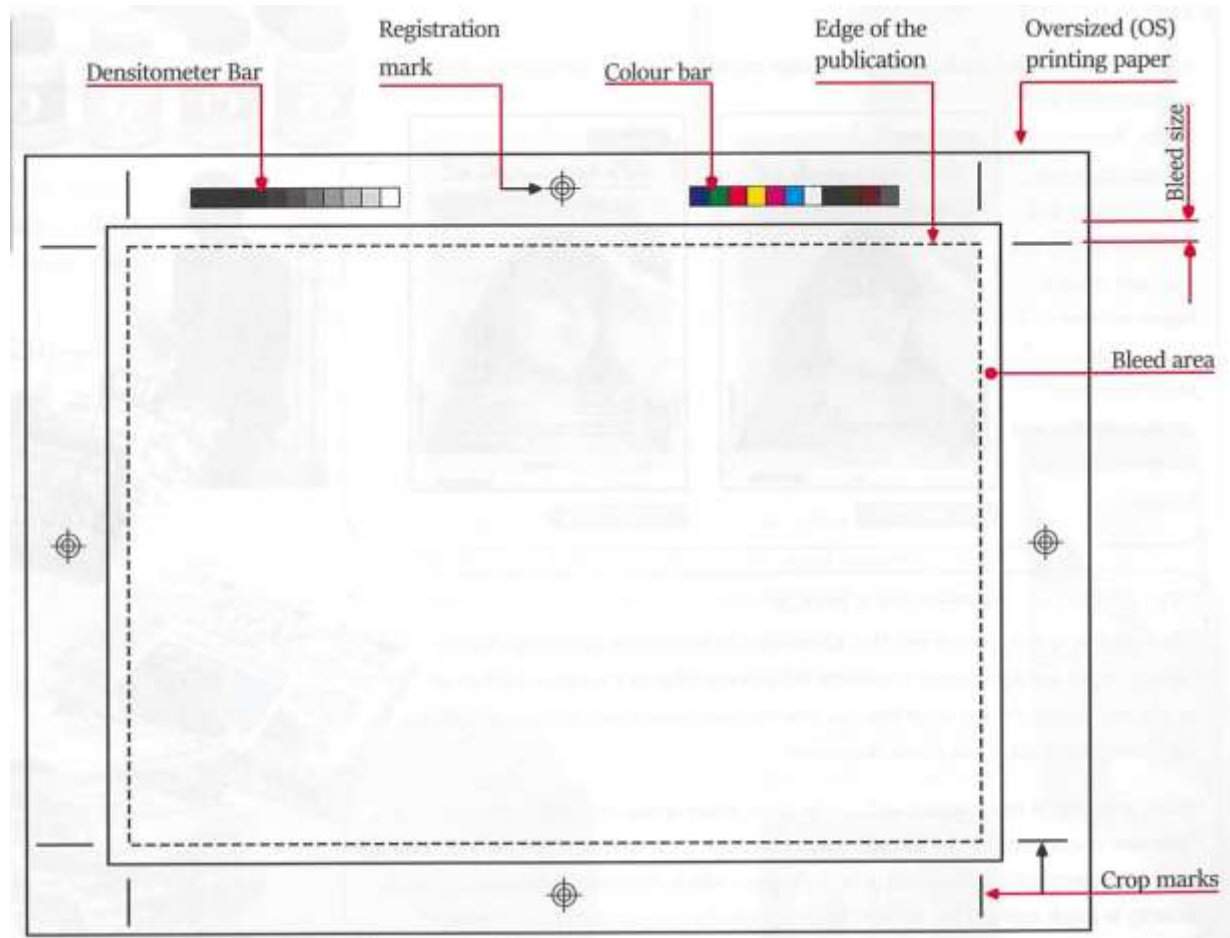 Registration
mark
Edge of the
publication
Oversized (OS)
printing paper
Densitometer Bar
Colour bar
Bleed size
Bleed area
Crop marks